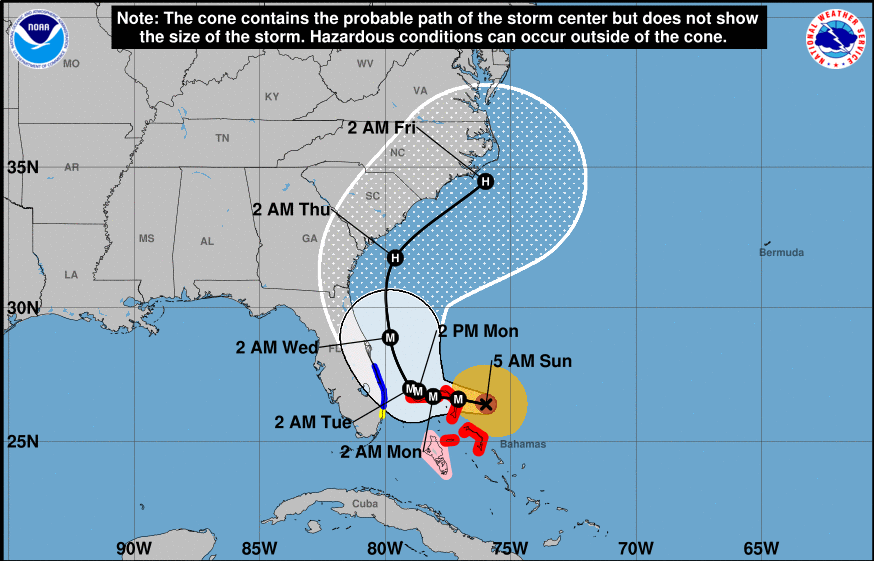 Note: The cone contains the probable path of the storm center but does not show
the size of the storm. Hazardous conditions can occur outside of the cone.
NOAA
NATIONAL WEATHER SERVICE
MO
WV
KY
VA
2 AM Fri
TN
NC
35N
AR
SC
2 AM Thu
GA
MS
AL
Bermuda
LA
30N
2 PM Mon
2 AM Wed
FL
5 AM Sun
2 AM Tue
25N
2 AM Mon
Bahamas
Cuba
90W
85W
80W
75W
70W
65W
H
H
M
M
M
M
M